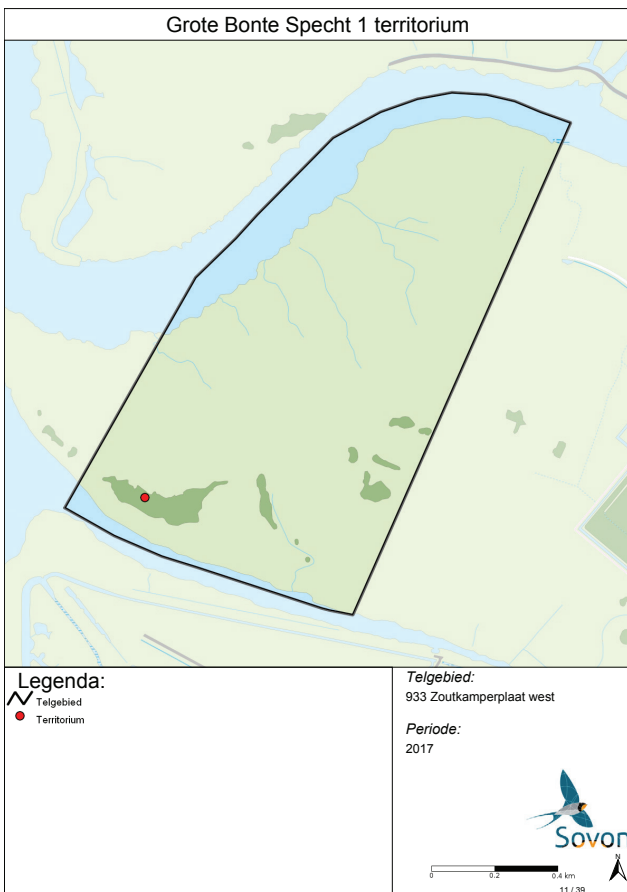 Grote Bonte Specht 1 territorium
Legenda:
Telgebied
Territorium
Telgebied:
933 Zoutkamperplaat west
Periode:
2017
Sovon
N
0 0.2 0.4 km
11 / 39